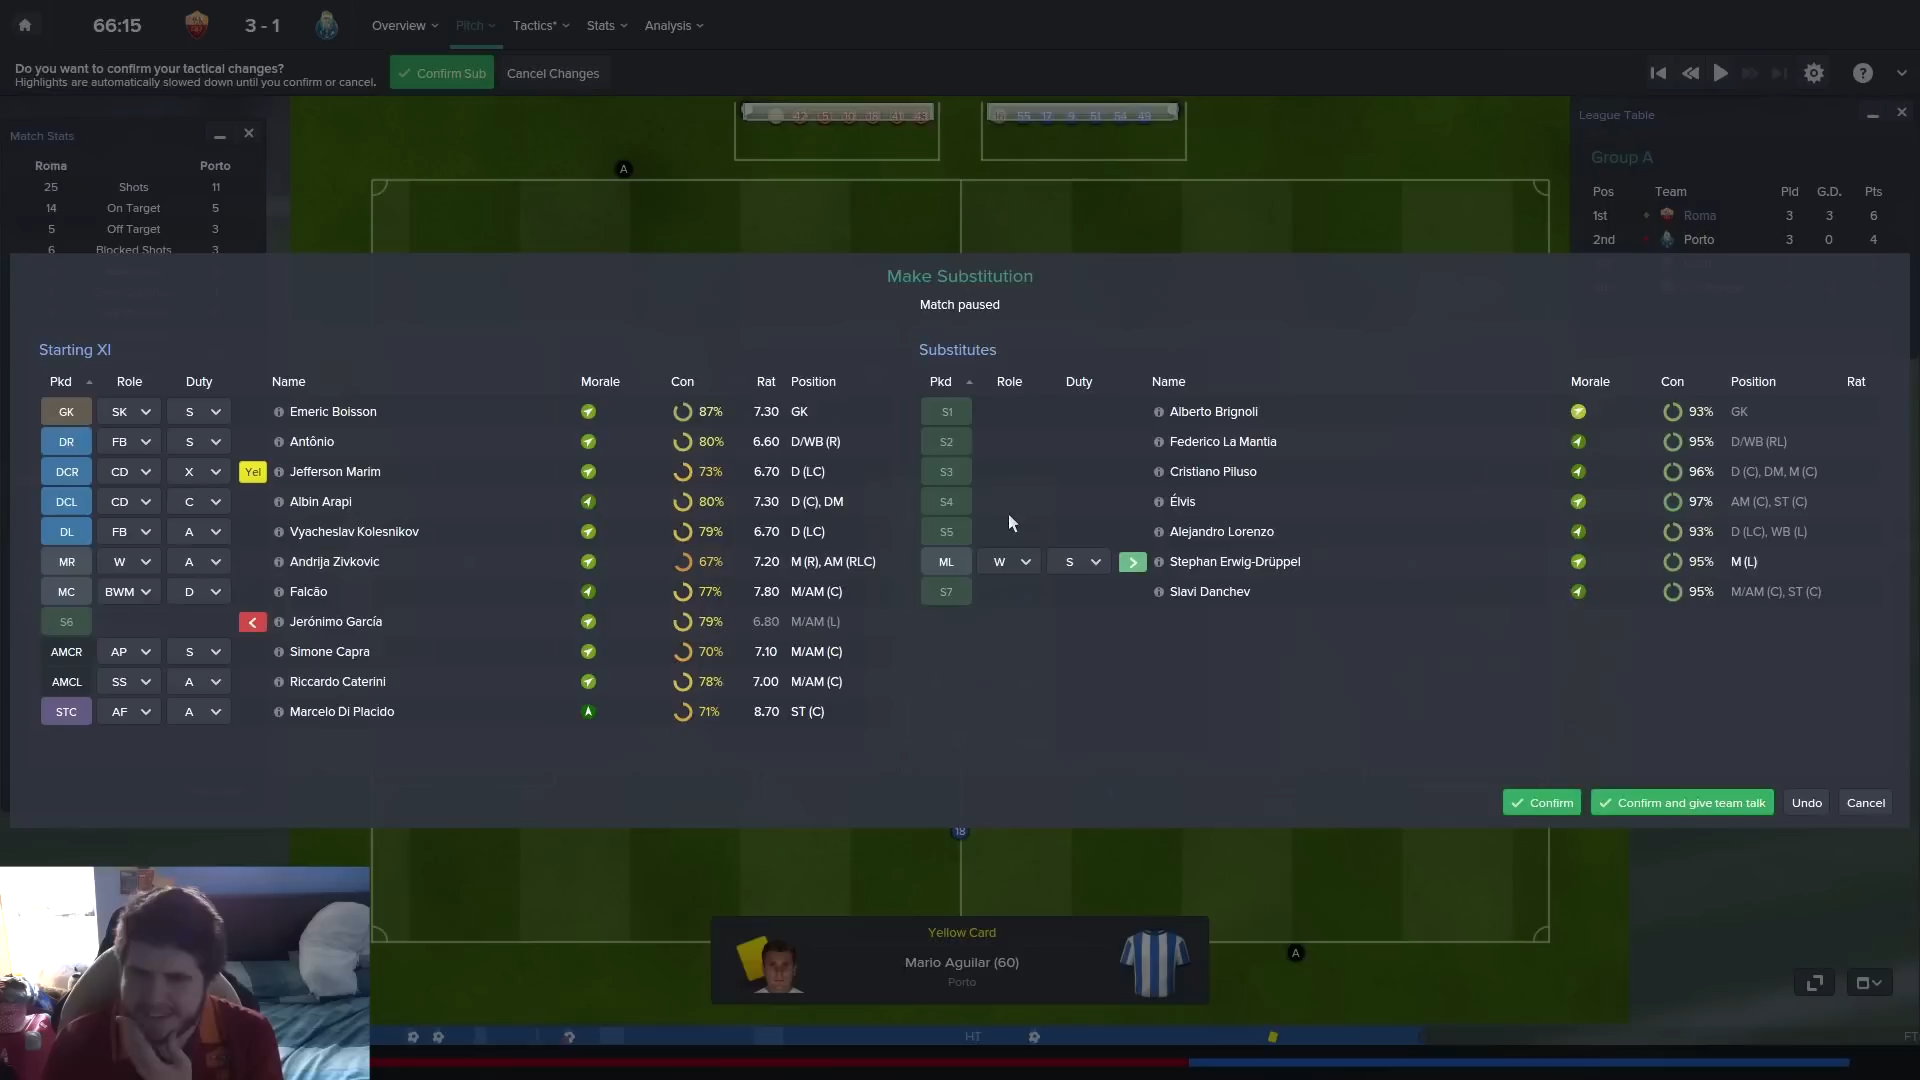 66:15 3 - 1 Overview Pitch Tactics* Stats Analysis
Do you want to confirm your tactical changes?
Highlights are automatically slowed down until you confirm or cancel.
Confirm Sub Cancel Changes
Match Stats
Roma Porto
25 Shots 11
14 On Target 5
5 Off Target 3
6 Blocked Shots 3
League Table
Group A
Pos Team Pld G.D. Pts
1st Roma 3 3 6
2nd Porto 3 0 4
42 51 10 18 41 43
55 17 9 51 54 49
A
Make Substitution
Match paused
Starting XI
Pkd Role Duty Name Morale Con Rat Position
GK SK S Emeric Boisson 87% 7.30 GK
DR FB S Antônio 80% 6.60 D/WB (R)
DCR CD X Yel Jefferson Marim 73% 6.70 D (LC)
DCL CD C Albin Arapi 80% 7.30 D (C), DM
DL FB A Vyacheslav Kolesnikov 79% 6.70 D (LC)
MR W A Andrija Zivkovic 67% 7.20 M (R), AM (RLC)
MC BWM D Falcão 77% 7.80 M/AM (C)
S6 Jerónimo García 79% 6.80 M/AM (L)
AMCR AP S Simone Capra 70% 7.10 M/AM (C)
AMCL SS A Riccardo Caterini 78% 7.00 M/AM (C)
STC AF A Marcelo Di Placido 71% 8.70 ST (C)
Substitutes
Pkd Role Duty Name Morale Con Position Rat
S1 Alberto Brignoli 93% GK
S2 Federico La Mantia 95% D/WB (RL)
S3 Cristiano Piluso 96% D (C), DM, M (C)
S4 Élvis 97% AM (C), ST (C)
S5 Alejandro Lorenzo 93% D (LC), WB (L)
ML W S Stephan Erwig-Drüppel 95% M (L)
S7 Slavi Danchev 95% M/AM (C), ST (C)
Confirm Confirm and give team talk Undo Cancel
18
Yellow Card
Mario Aguilar (60)
Porto
A
HT FT